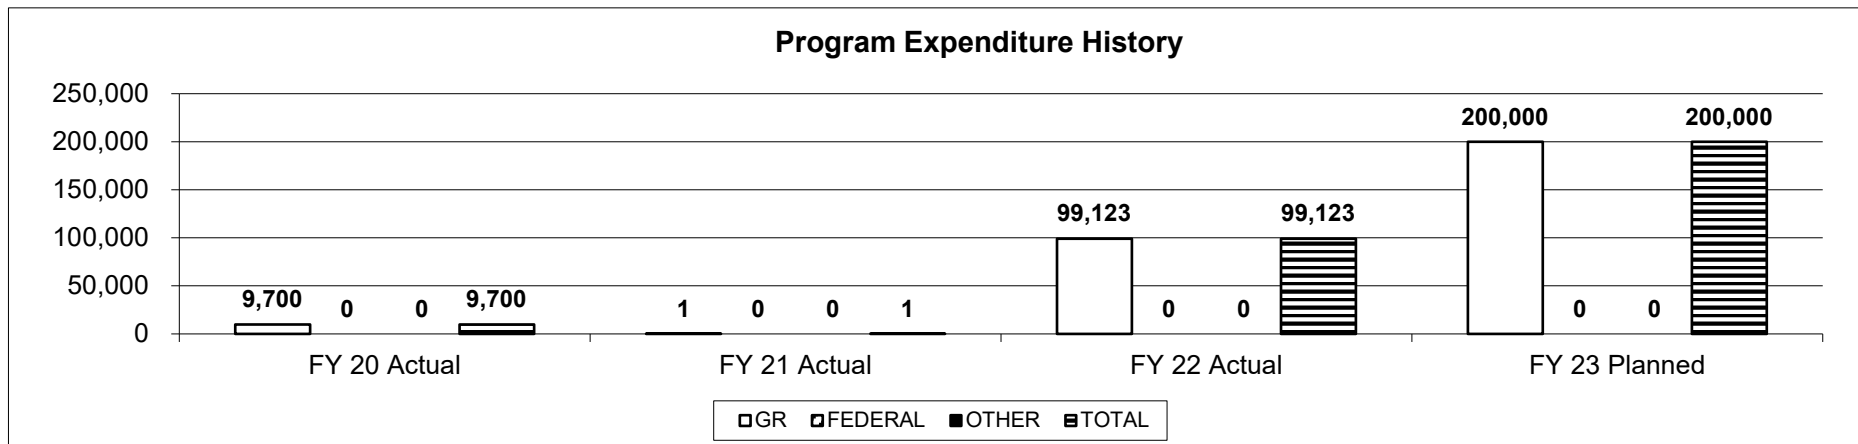 Program Expenditure History
250,000
200,000
150,000
100,000
50,000
0
9,700 0 0 9,700
1 0 0 1
99,123 0 0 99,123
200,000 0 0 200,000
FY 20 Actual FY 21 Actual FY 22 Actual FY 23 Planned
GR FEDERAL OTHER TOTAL